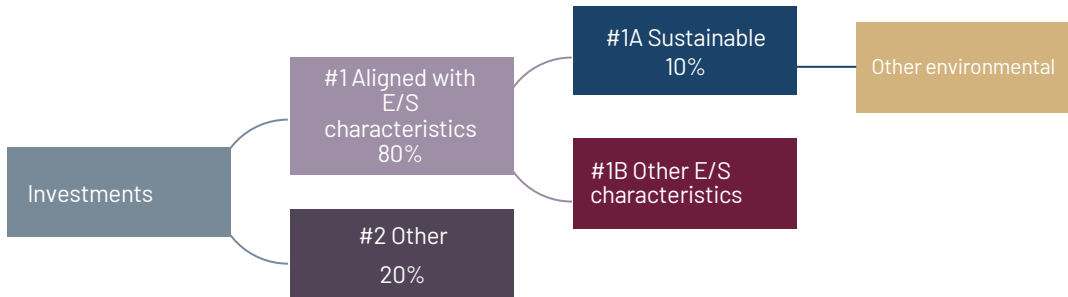 Investments
#1 Aligned with
E/S
characteristics
80%
#2 Other
20%
#1A Sustainable
10%
#1B Other E/S
characteristics
Other environmental